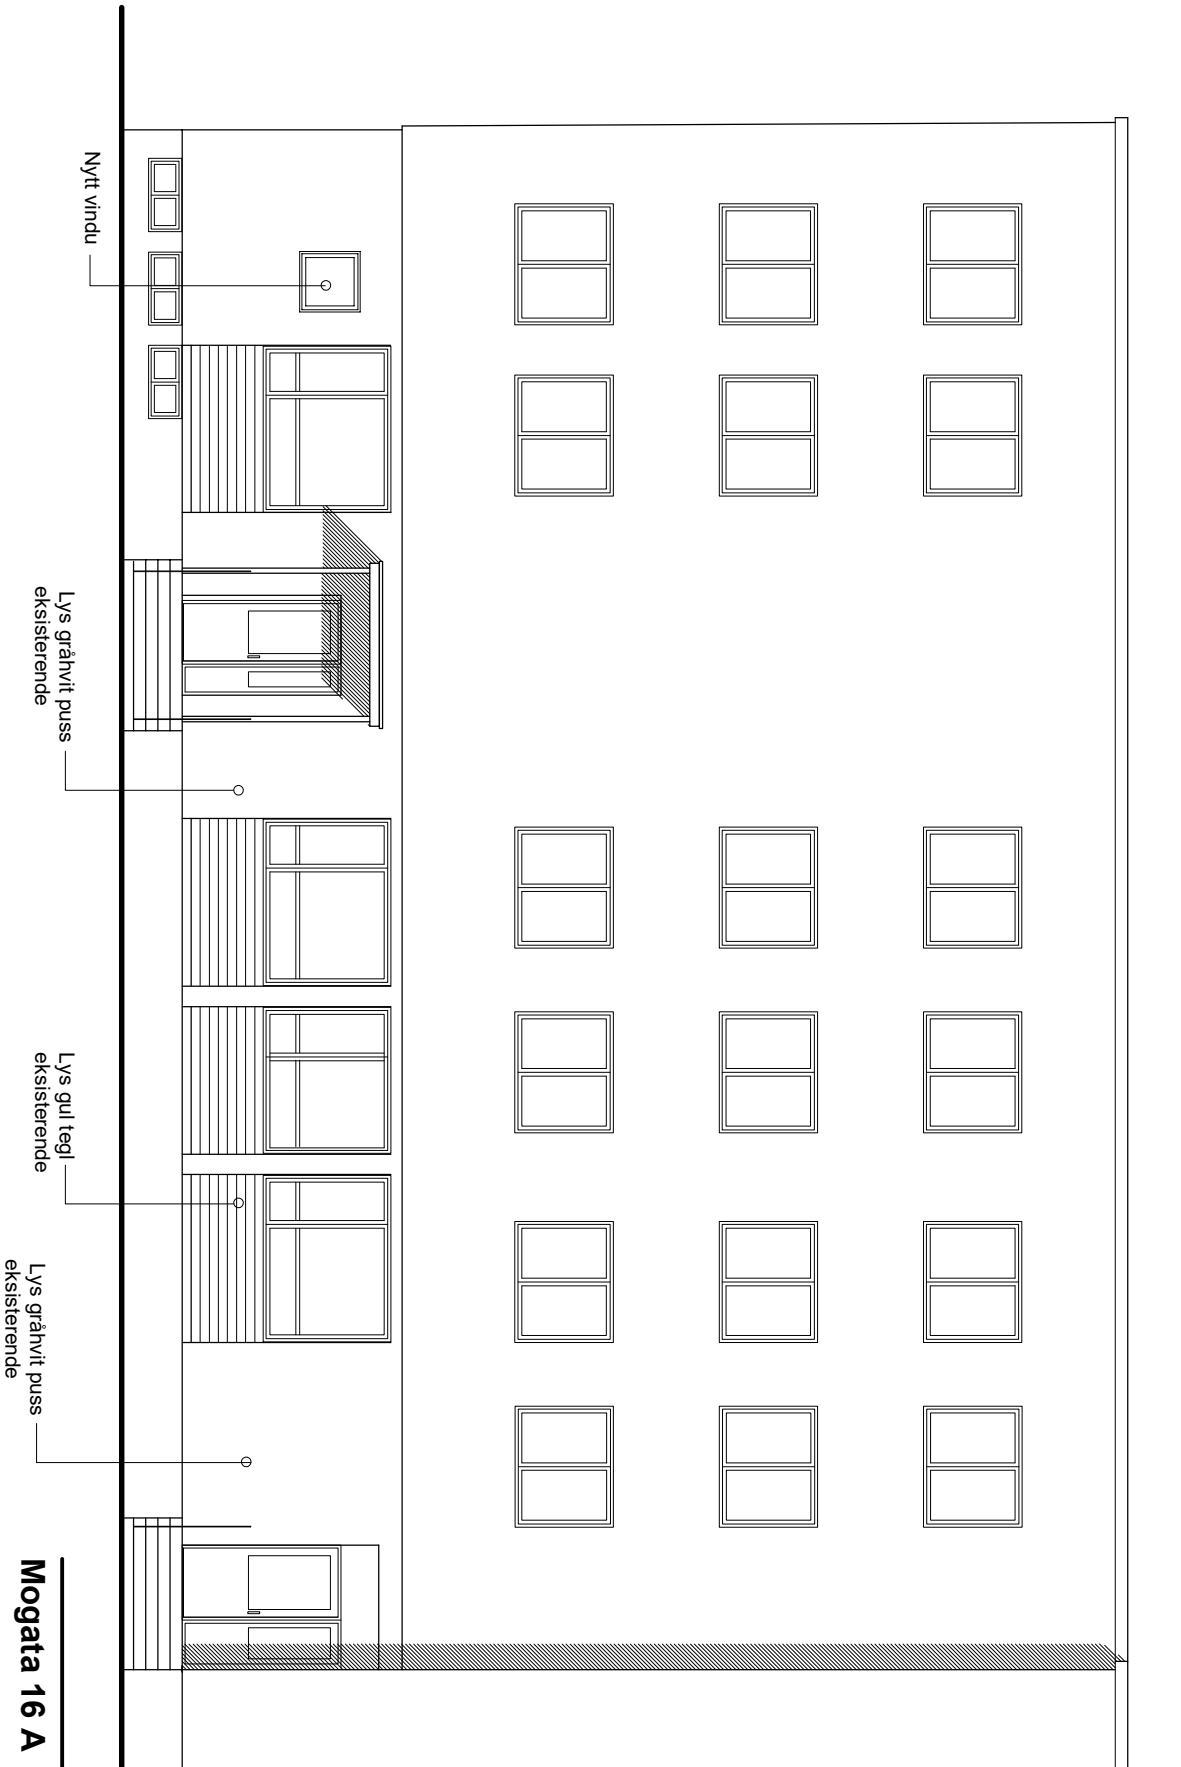 Nytt vindu
Lys gråhvit puss
eksisterende
Lys gul tegl
eksisterende
Lys gråhvit puss
eksisterende
Mogata 16 A